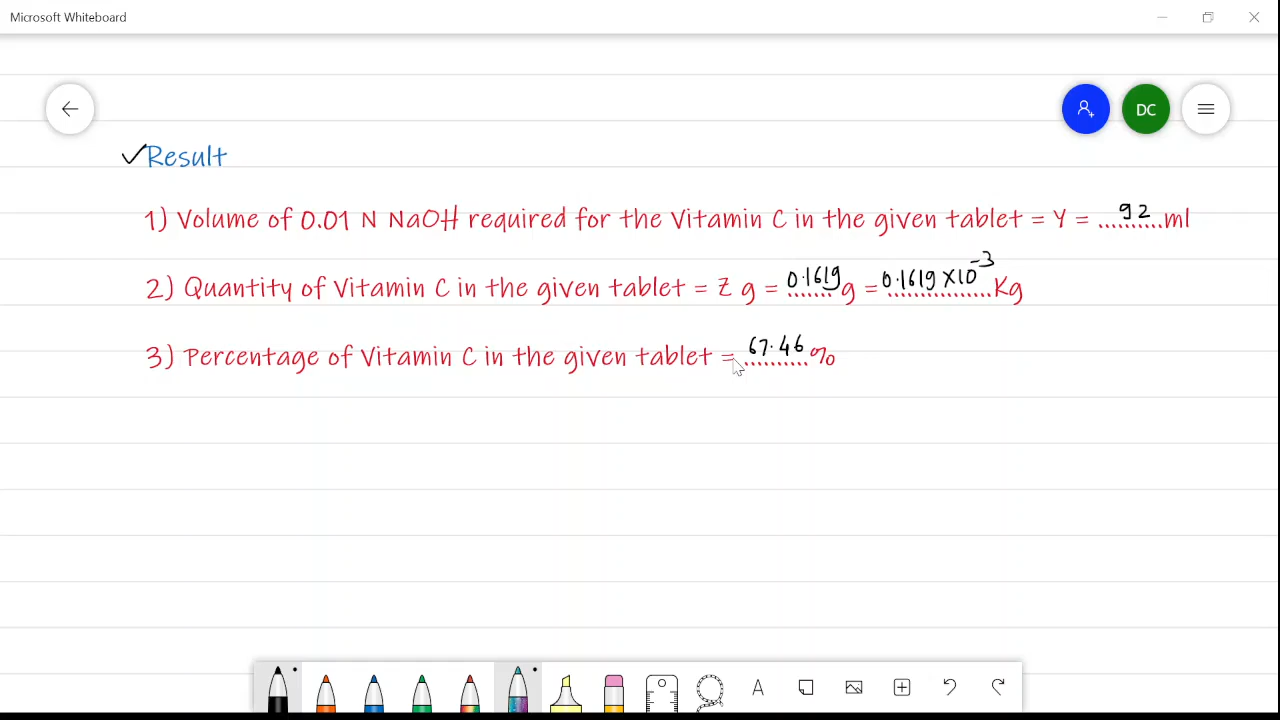 Microsoft Whiteboard
DC
✓Result
1) Volume of 0.01 N NaOH required for the Vitamin C in the given tablet = Y = ...92...ml
2) Quantity of Vitamin C in the given tablet = Z g = 0.1619 g = 0.1619 X10⁻³ Kg
3) Percentage of Vitamin C in the given tablet = 67.46 %
A